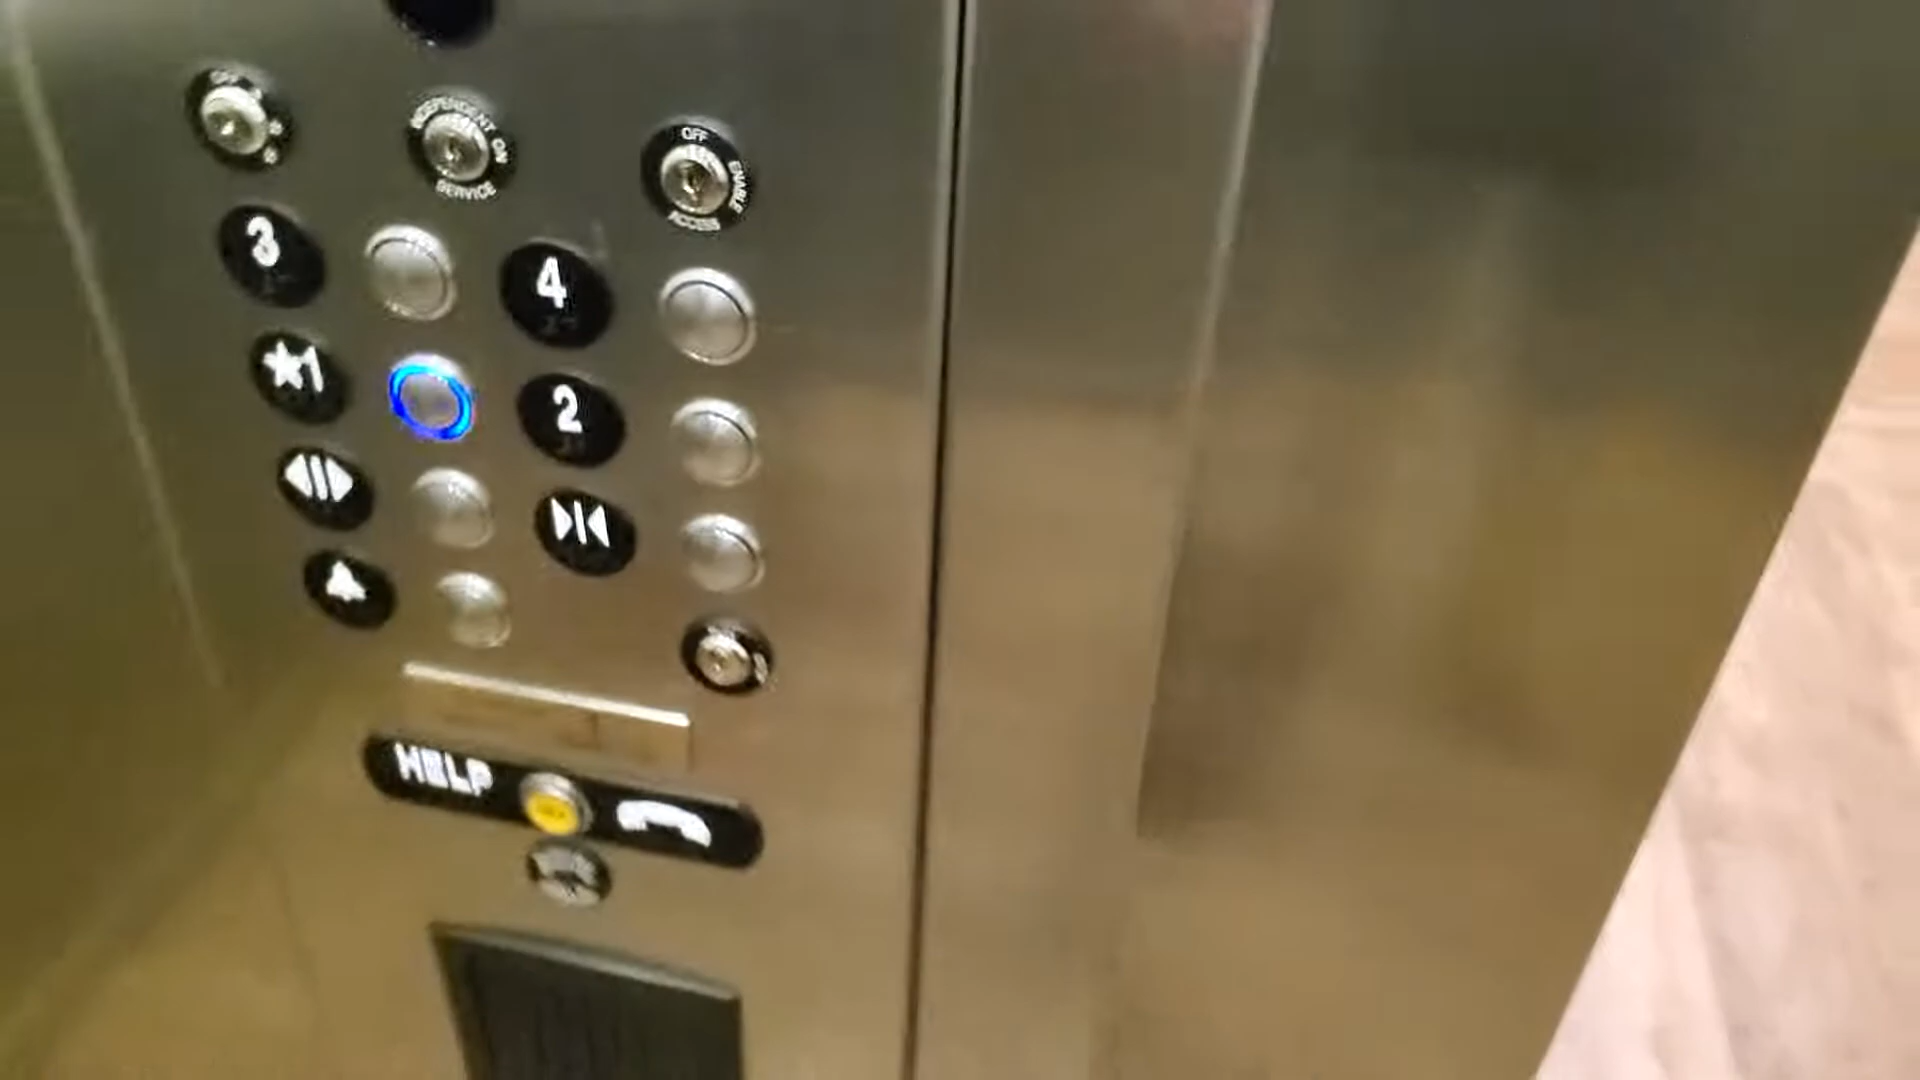 OFF
INDEPENDENT ON
SERVICE
OFF
ENABLE
ACCESS
3
4
★1
2
HELP